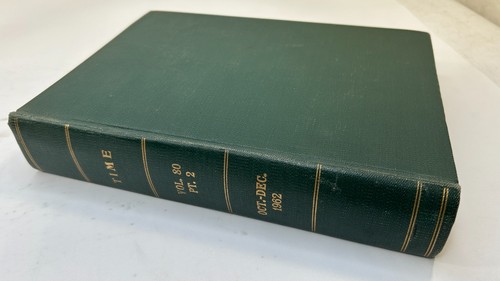 TIME
VOL. 80
PT. 2
OCT.-DEC.
1962